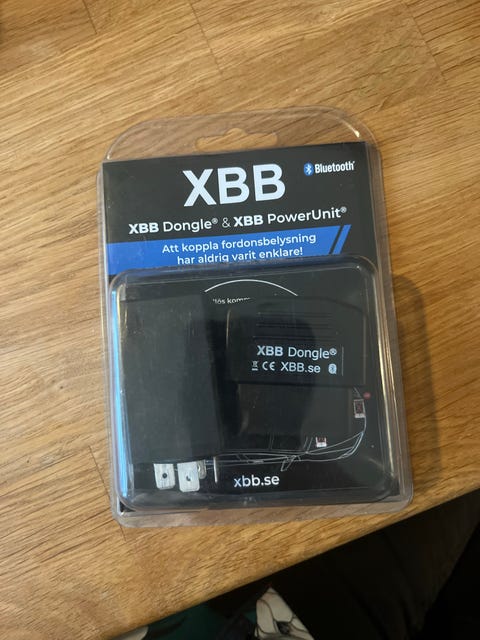 XBB
Bluetooth®
XBB Dongle® & XBB PowerUnit®
Att koppla fordonsbelysning
har aldrig varit enklare!
XBB Dongle®
CE XBB.se
xbb.se